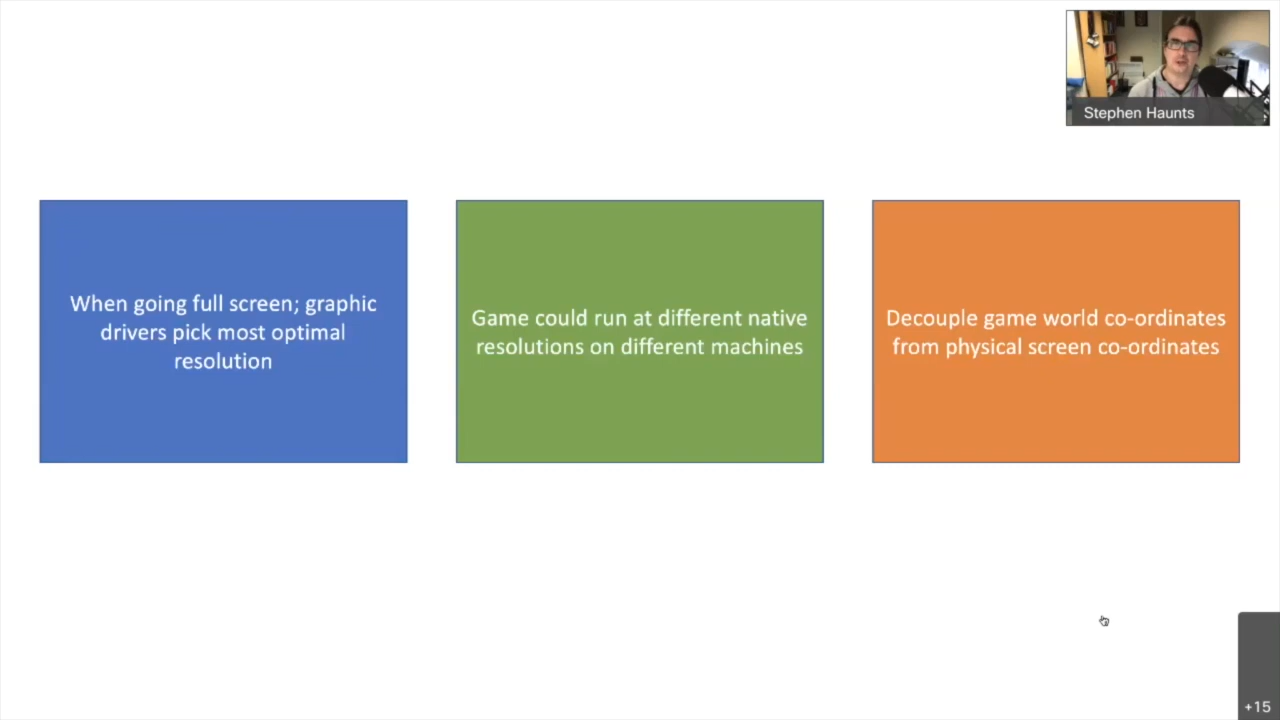 Stephen Haunts
When going full screen; graphic
drivers pick most optimal
resolution
Game could run at different native
resolutions on different machines
Decouple game world co-ordinates
from physical screen co-ordinates
+15